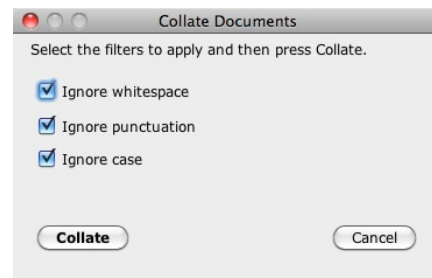 Collate Documents
Select the filters to apply and then press Collate.
Ignore whitespace
Ignore punctuation
Ignore case
Collate Cancel